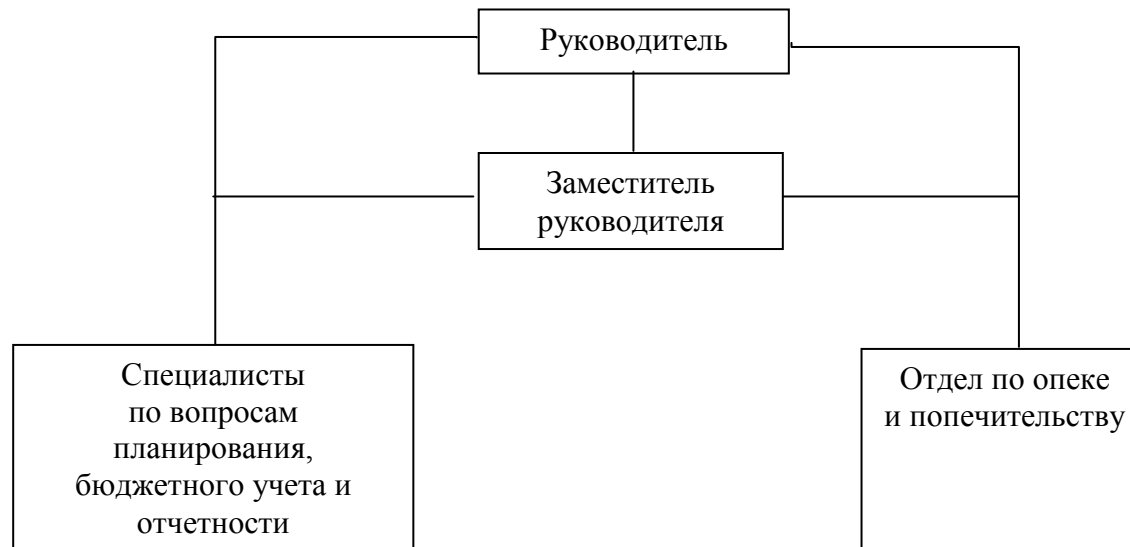 Руководитель
Заместитель
руководителя
Специалисты
по вопросам
планирования,
бюджетного учета и
отчетности
Отдел по опеке
и попечительству